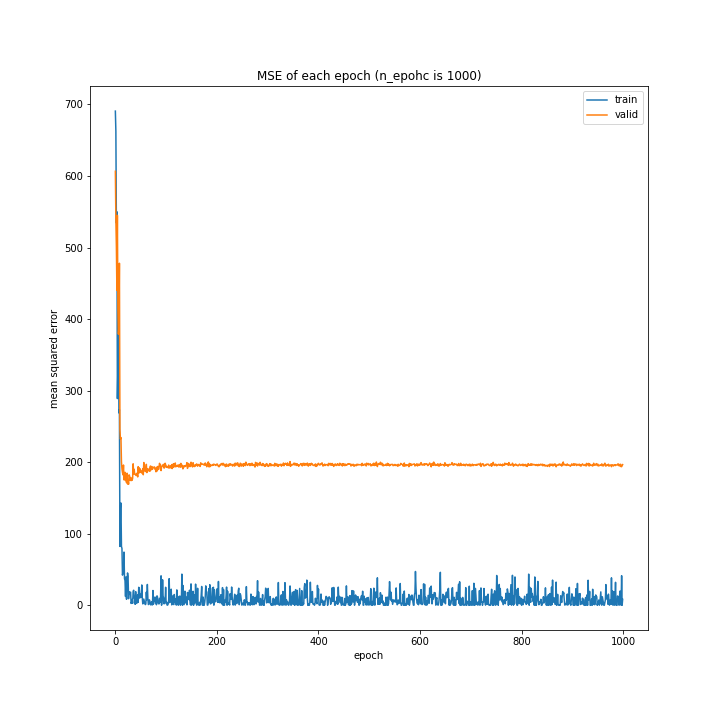 MSE of each epoch (n_epohc is 1000)
train
valid
700
600
500
400
300
200
100
0
mean squared error
0
200
400
600
800
1000
epoch